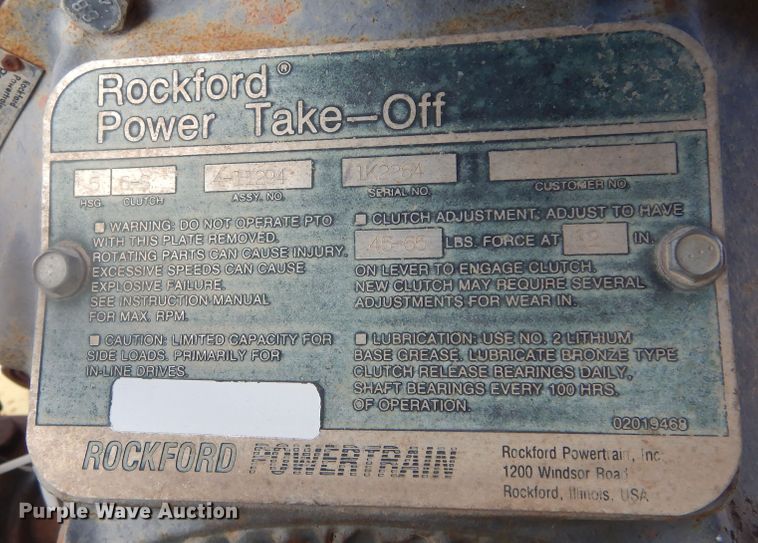 Rockford®
Power Take-Off
5
1K2264
HSG. CLUTCH ASSY. NO. SERIAL NO. CUSTOMER NO.
■ WARNING: DO NOT OPERATE PTO
WITH THIS PLATE REMOVED.
ROTATING PARTS CAN CAUSE INJURY.
EXCESSIVE SPEEDS CAN CAUSE
EXPLOSIVE FAILURE.
SEE INSTRUCTION MANUAL
FOR MAX. RPM.
■ CAUTION: LIMITED CAPACITY FOR
SIDE LOADS. PRIMARILY FOR
IN-LINE DRIVES.
■ CLUTCH ADJUSTMENT: ADJUST TO HAVE
LBS. FORCE AT 12 IN.
ON LEVER TO ENGAGE CLUTCH.
NEW CLUTCH MAY REQUIRE SEVERAL
ADJUSTMENTS FOR WEAR IN.
■ LUBRICATION: USE NO. 2 LITHIUM
BASE GREASE. LUBRICATE BRONZE TYPE
CLUTCH RELEASE BEARINGS DAILY,
SHAFT BEARINGS EVERY 100 HRS.
OF OPERATION.
02019468
ROCKFORD POWERTRAIN
Rockford Powertrain, Inc.
1200 Windsor Road
Rockford, Illinois, USA
Rockford
Powertrain
Purple Wave Auction